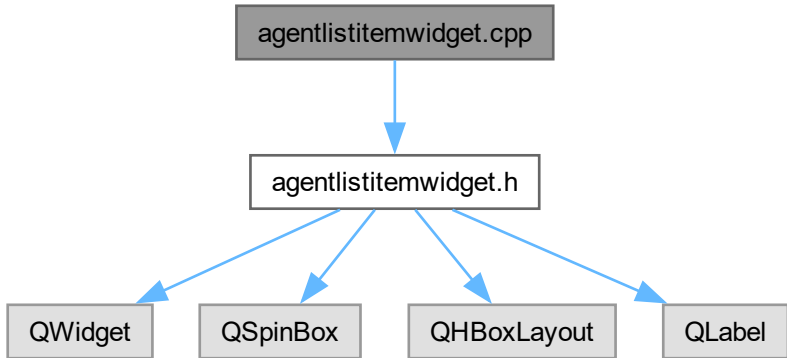 agentlistitemwidget.cpp
agentlistitemwidget.h
QWidget
QSpinBox
QHBoxLayout
QLabel